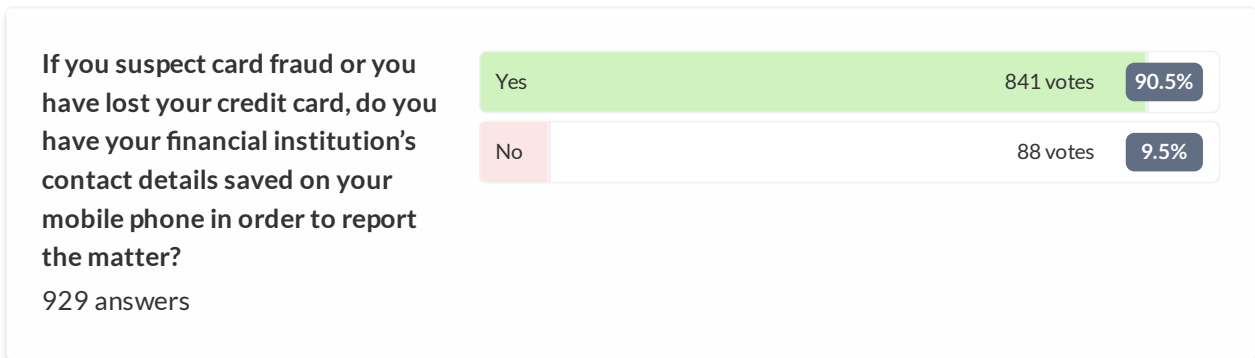 If you suspect card fraud or you
have lost your credit card, do you
have your financial institution’s
contact details saved on your
mobile phone in order to report
the matter?
929 answers
Yes 841 votes 90.5%
No 88 votes 9.5%